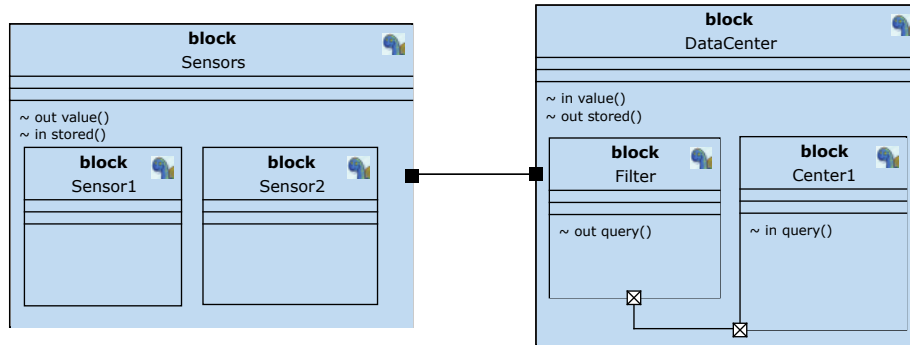 block
Sensors
~ out value()
~ in stored()
block
Sensor1
block
Sensor2
block
DataCenter
~ in value()
~ out stored()
block
Filter
~ out query()
block
Center1
~ in query()